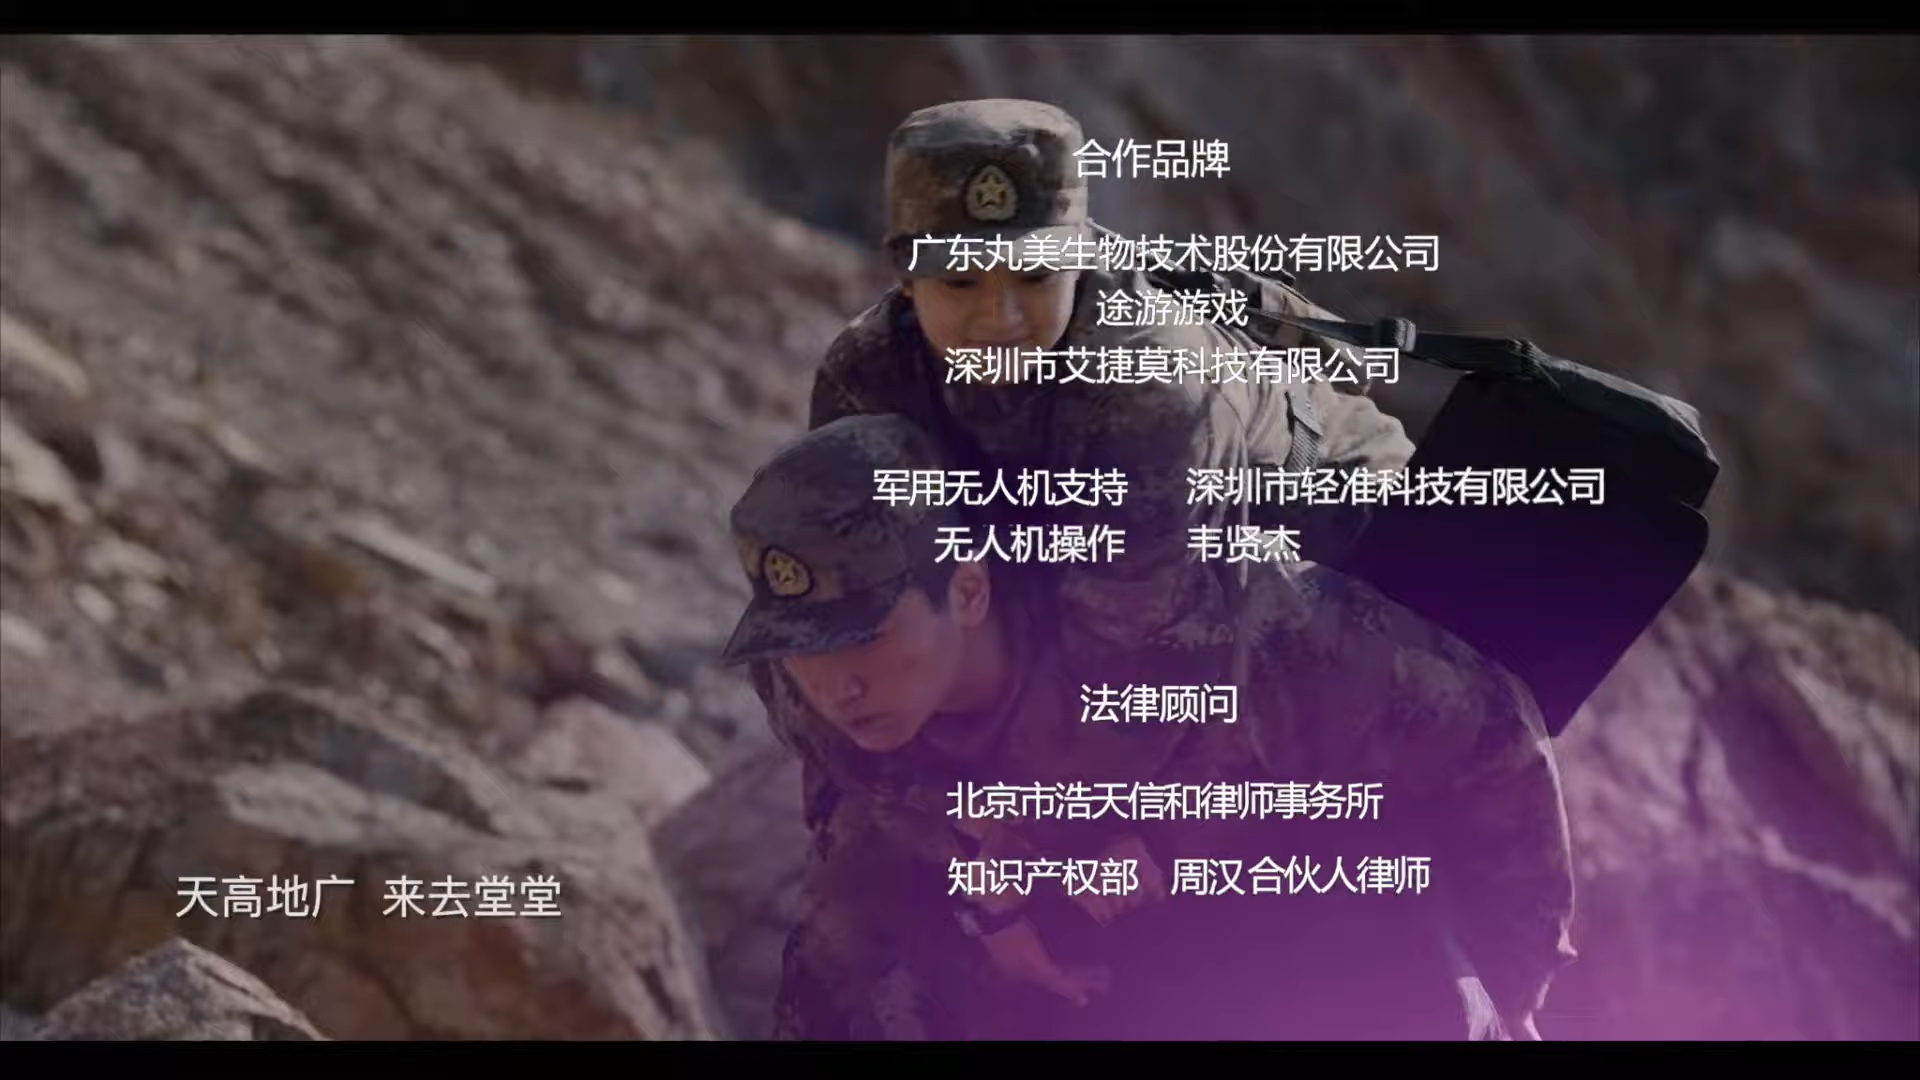 合作品牌
广东丸美生物技术股份有限公司
途游游戏
深圳市艾捷莫科技有限公司
军用无人机支持 深圳市轻准科技有限公司
无人机操作 韦贤杰
法律顾问
北京市浩天信和律师事务所
知识产权部 周汉 合伙人律师
天高地广 来去堂堂